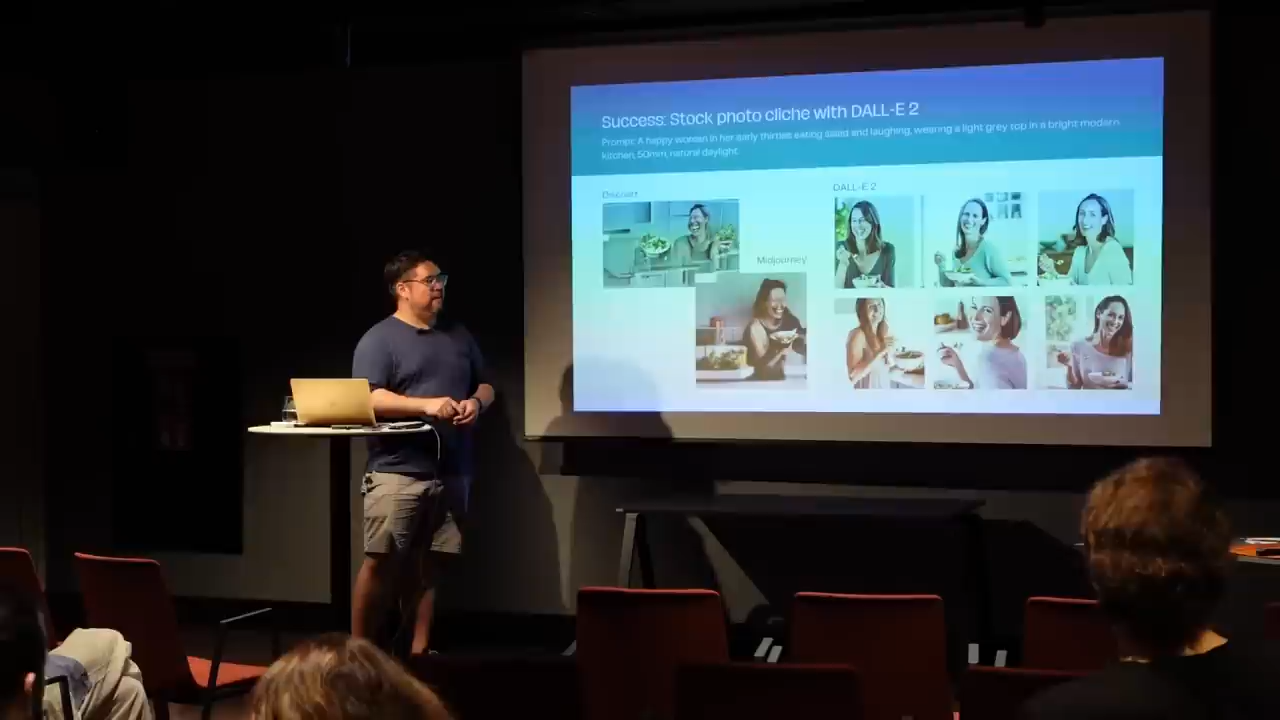 Success: Stock photo cliche with DALL-E 2
Prompt: A happy woman in her early thirties eating salad and laughing, wearing a light grey top in a bright modern
kitchen, 50mm, natural daylight.
DALL-E 2
Midjourney